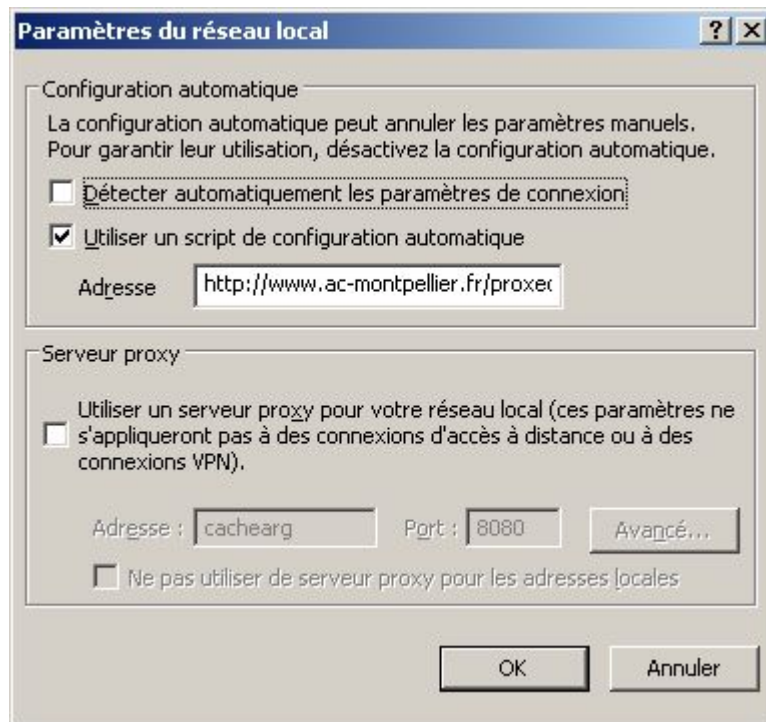 Paramètres du réseau local
Configuration automatique
La configuration automatique peut annuler les paramètres manuels.
Pour garantir leur utilisation, désactivez la configuration automatique.
Détecter automatiquement les paramètres de connexion
Utiliser un script de configuration automatique
Adresse http://www.ac-montpellier.fr/proxec
Serveur proxy
Utiliser un serveur proxy pour votre réseau local (ces paramètres ne
s'appliqueront pas à des connexions d'accès à distance ou à des
connexions VPN).
Adresse : cachearg Port : 8080 Avancé...
Ne pas utiliser de serveur proxy pour les adresses locales
OK Annuler